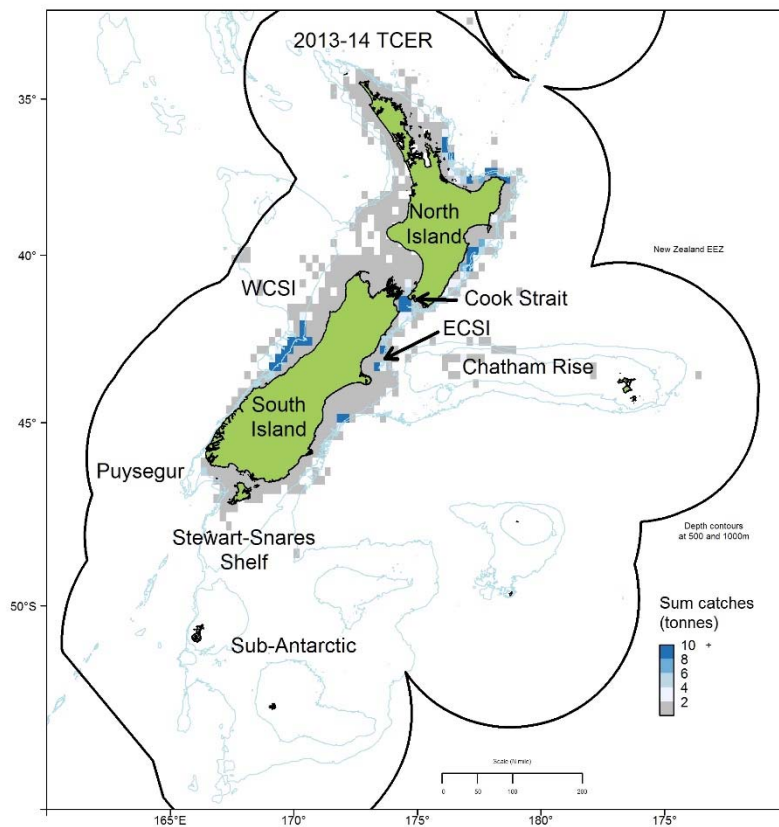 2013-14 TCER
35°
North
Island
40°
New Zealand EEZ
WCSI
Cook Strait
ECSI
Chatham Rise
45°
South
Island
Puysegur
Depth contours
at 500 and 1000m
Stewart-Snares
Shelf
50°S
Sum catches
(tonnes)
Sub-Antarctic
10 +
8
6
4
2
Scale (N mile)
0 50 100 200
165°E 170° 175° 180° 175°